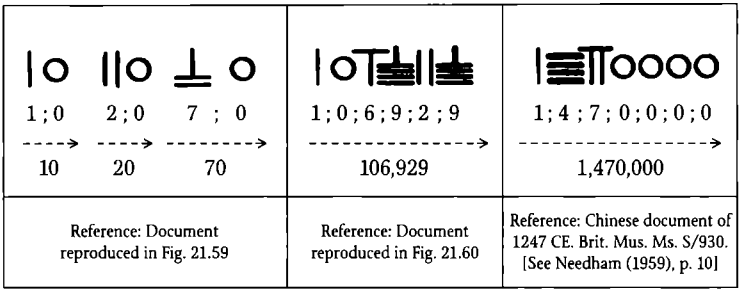 1 ; 0 2 ; 0 7 ; 0
10 20 70
Reference: Document
reproduced in Fig. 21.59
1 ; 0 ; 6 ; 9 ; 2 ; 9
106,929
Reference: Document
reproduced in Fig. 21.60
1 ; 4 ; 7 ; 0 ; 0 ; 0 ; 0
1,470,000
Reference: Chinese document of
1247 CE. Brit. Mus. Ms. S/930.
[See Needham (1959), p. 10]